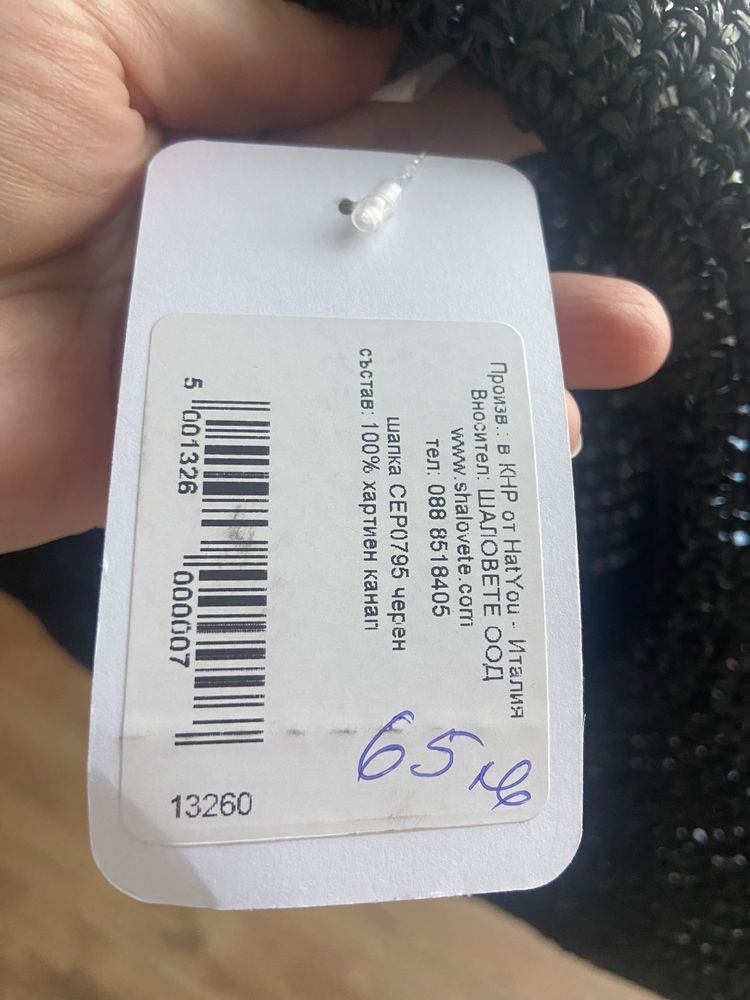 Произв.: в КНР от HatYou - Италия
Вносител: ШАЛОВЕТЕ ООД
www.shalovete.com
тел: 088 8518405
шапка CEP0795 черен
състав: 100% хартиен канап
5 001326 000007
13260
65 лв